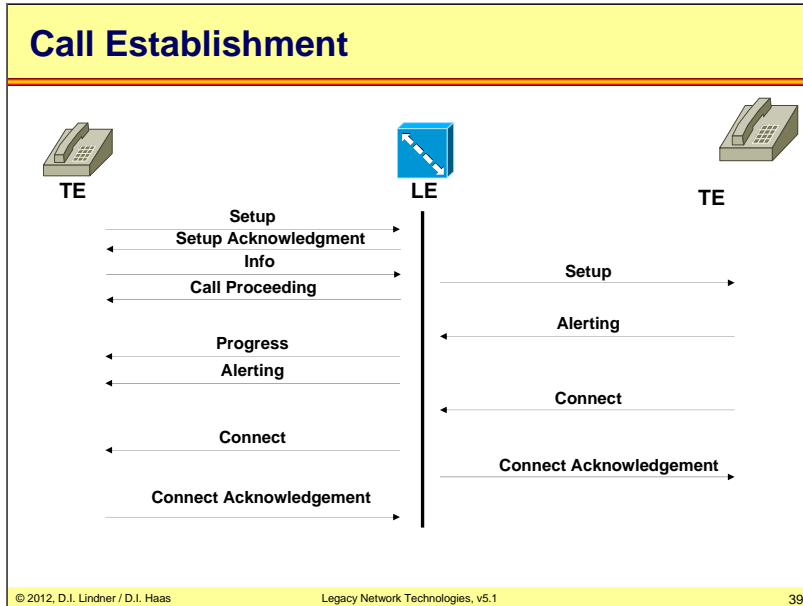 Call Establishment
TE
LE
TE
Setup
Setup Acknowledgment
Info
Setup
Call Proceeding
Alerting
Progress
Alerting
Connect
Connect
Connect Acknowledgement
Connect Acknowledgement
© 2012, D.I. Lindner / D.I. Haas
Legacy Network Technologies, v5.1
39